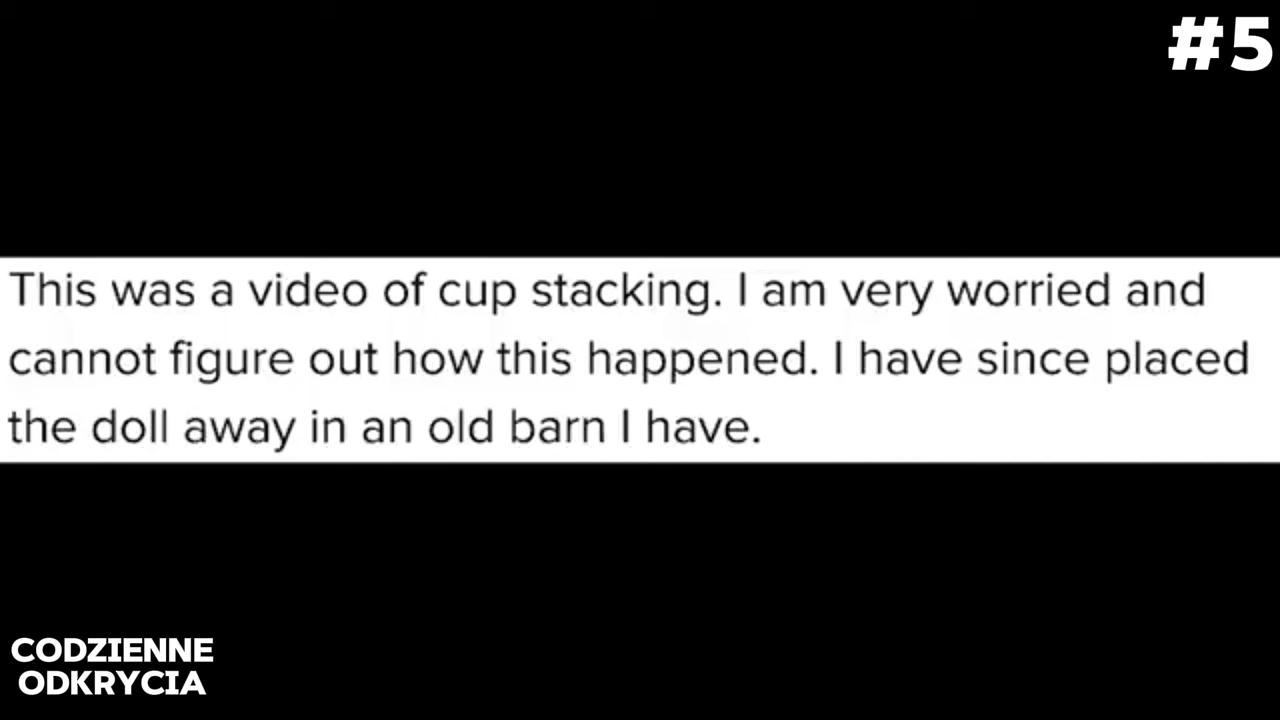 #5
This was a video of cup stacking. I am very worried and
cannot figure out how this happened. I have since placed
the doll away in an old barn I have.
CODZIENNE
ODKRYCIA